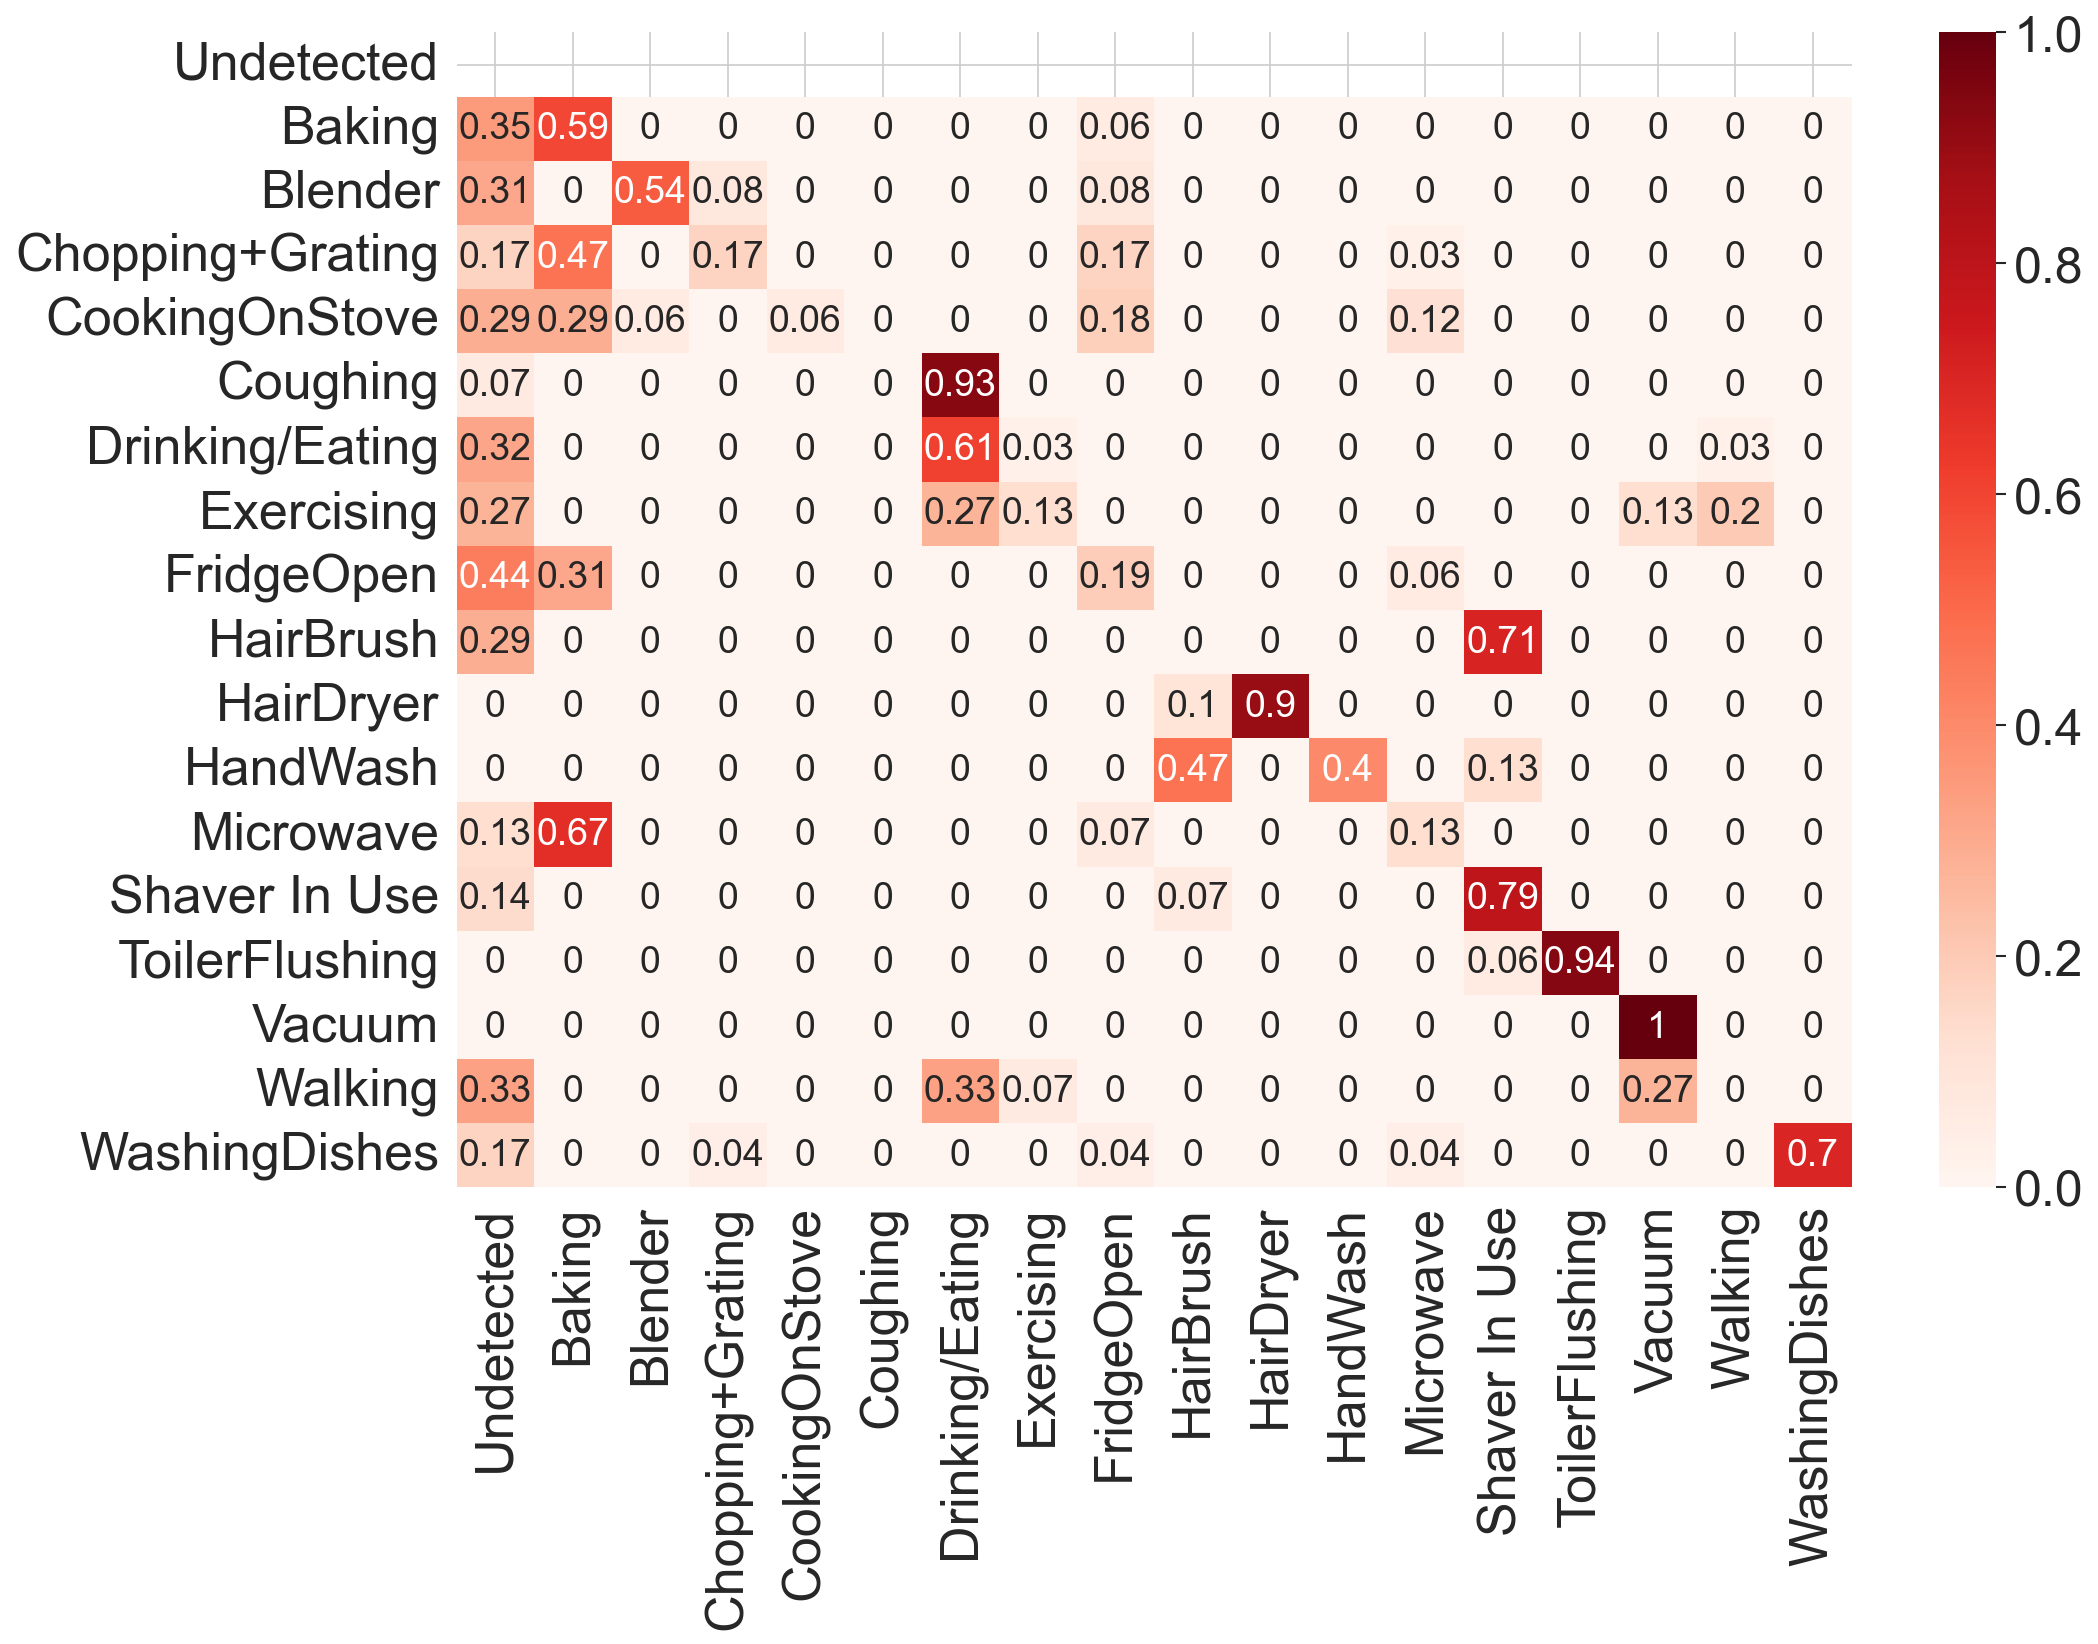 Undetected
Baking 0.35 0.59 0 0 0 0 0 0 0.06 0 0 0 0 0 0 0 0 0
Blender 0.31 0 0.54 0.08 0 0 0 0 0.08 0 0 0 0 0 0 0 0 0
Chopping+Grating 0.17 0.47 0 0.17 0 0 0 0 0.17 0 0 0 0.03 0 0 0 0 0
CookingOnStove 0.29 0.29 0.06 0 0.06 0 0 0 0.18 0 0 0 0.12 0 0 0 0 0
Coughing 0.07 0 0 0 0 0 0.93 0 0 0 0 0 0 0 0 0 0 0
Drinking/Eating 0.32 0 0 0 0 0 0.61 0.03 0 0 0 0 0 0 0 0 0.03 0
Exercising 0.27 0 0 0 0 0 0.27 0.13 0 0 0 0 0 0 0 0.13 0.2 0
FridgeOpen 0.44 0.31 0 0 0 0 0 0 0.19 0 0 0 0.06 0 0 0 0 0
HairBrush 0.29 0 0 0 0 0 0 0 0 0 0 0 0 0.71 0 0 0 0
HairDryer 0 0 0 0 0 0 0 0 0 0.1 0.9 0 0 0 0 0 0 0
HandWash 0 0 0 0 0 0 0 0 0 0.47 0 0.4 0 0.13 0 0 0 0
Microwave 0.13 0.67 0 0 0 0 0 0 0.07 0 0 0 0.13 0 0 0 0 0
Shaver In Use 0.14 0 0 0 0 0 0 0 0 0.07 0 0 0 0.79 0 0 0 0
ToilerFlushing 0 0 0 0 0 0 0 0 0 0 0 0 0 0.06 0.94 0 0 0
Vacuum 0 0 0 0 0 0 0 0 0 0 0 0 0 0 0 1 0 0
Walking 0.33 0 0 0 0 0 0.33 0.07 0 0 0 0 0 0 0 0.27 0 0
WashingDishes 0.17 0 0 0.04 0 0 0 0 0.04 0 0 0 0.04 0 0 0 0 0.7
Undetected
Baking
Blender
Chopping+Grating
CookingOnStove
Coughing
Drinking/Eating
Exercising
FridgeOpen
HairBrush
HairDryer
HandWash
Microwave
Shaver In Use
ToilerFlushing
Vacuum
Walking
WashingDishes
1.0
0.8
0.6
0.4
0.2
0.0